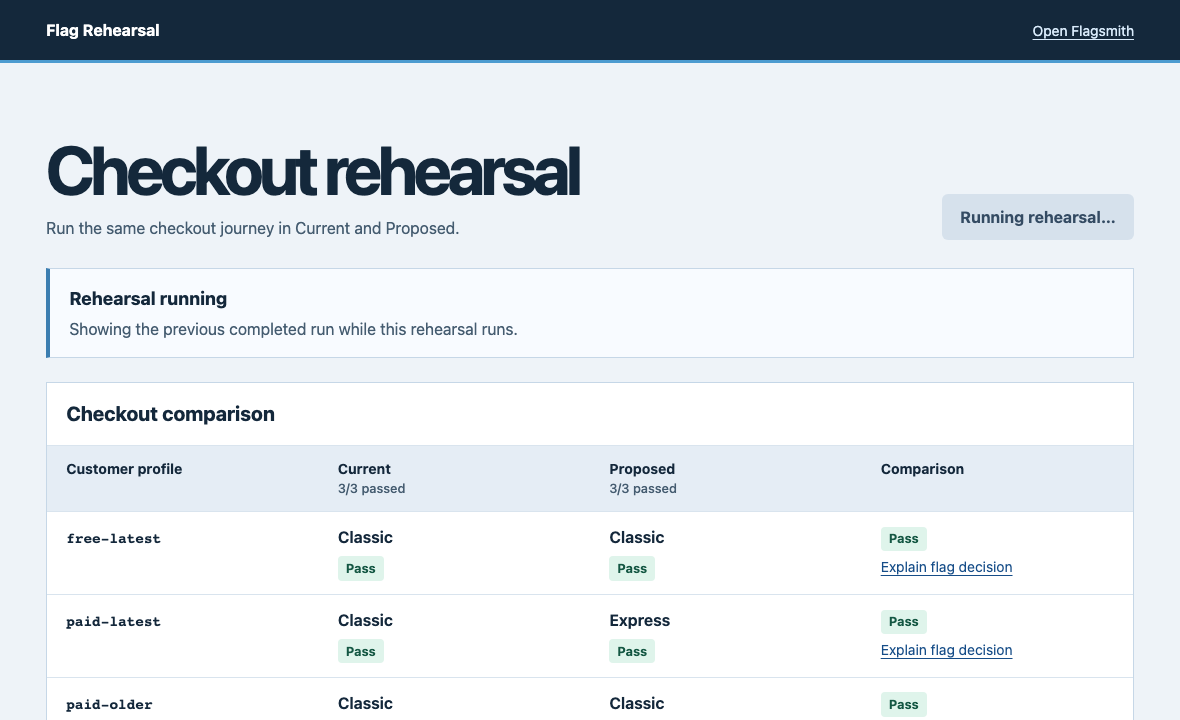 Flag Rehearsal
Open Flagsmith
Checkout rehearsal
Run the same checkout journey in Current and Proposed.
Running rehearsal...
Rehearsal running
Showing the previous completed run while this rehearsal runs.
Checkout comparison
Customer profile
Current
3/3 passed
Proposed
3/3 passed
Comparison
free-latest
Classic
Pass
Classic
Pass
Pass
Explain flag decision
paid-latest
Classic
Pass
Express
Pass
Pass
Explain flag decision
paid-older
Classic
Classic
Pass